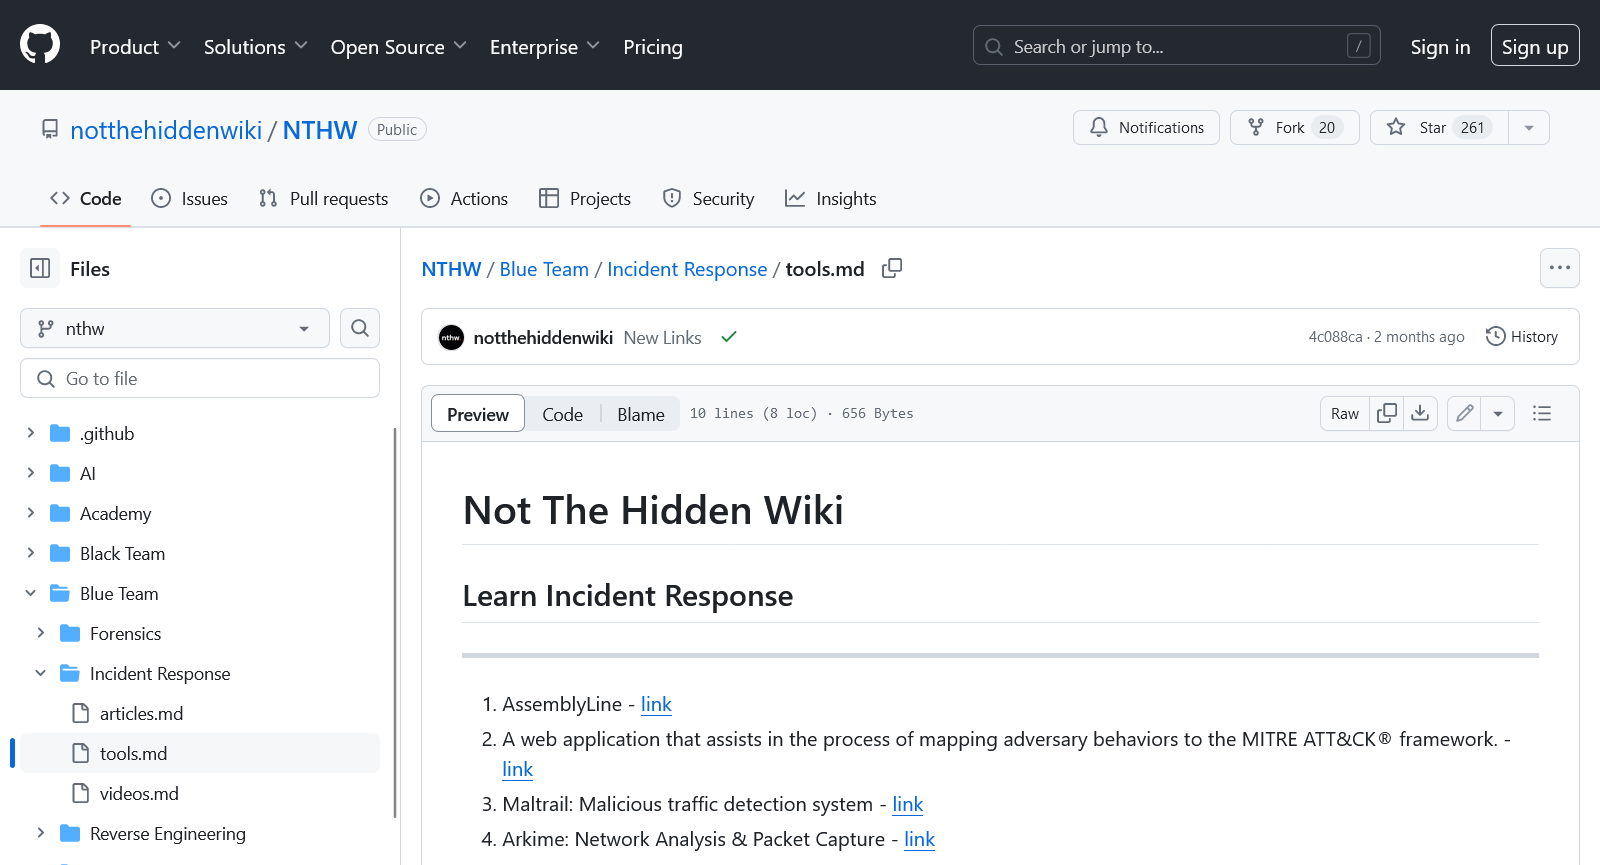 Product Solutions Open Source Enterprise Pricing Search or jump to... / Sign in Sign up
notthehiddenwiki / NTHW Public Notifications Fork 20 Star 261
Code Issues Pull requests Actions Projects Security Insights
Files
nthw
Go to file
.github
AI
Academy
Black Team
Blue Team
Forensics
Incident Response
articles.md
tools.md
videos.md
Reverse Engineering
NTHW / Blue Team / Incident Response / tools.md
nthw notthehiddenwiki New Links 4c088ca · 2 months ago History
Preview Code Blame 10 lines (8 loc) · 656 Bytes Raw
Not The Hidden Wiki
Learn Incident Response
1. AssemblyLine - link
2. A web application that assists in the process of mapping adversary behaviors to the MITRE ATT&CK® framework. -
link
3. Maltrail: Malicious traffic detection system - link
4. Arkime: Network Analysis & Packet Capture - link